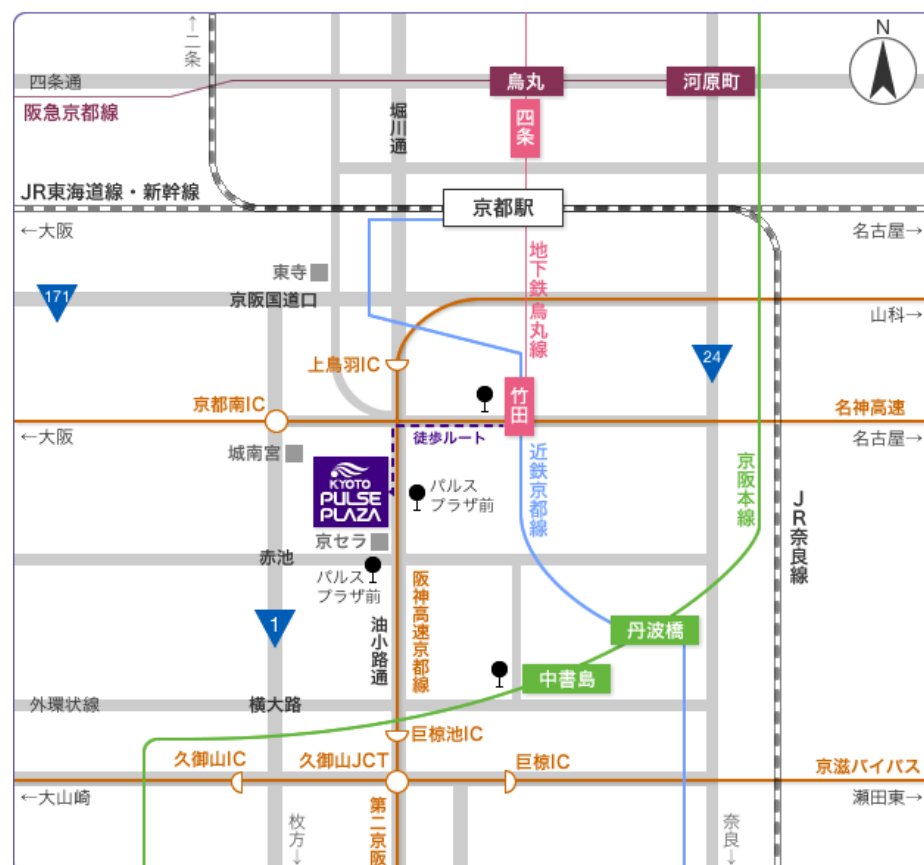 ↑二条
N
四条通
烏丸
河原町
阪急京都線
堀川通
四条
JR東海道線・新幹線
京都駅
←大阪
名古屋→
地下鉄烏丸線
東寺
171
京阪国道口
山科→
24
上鳥羽IC
京都南IC
竹田
名神高速
←大阪
徒歩ルート
名古屋→
城南宮
近鉄京都線
京阪本線
KYOTO
PULSE
PLAZA
パルス
プラザ前
JR奈良線
京セラ
赤池
パルス
プラザ前
阪神高速京都線
1
油小路通
丹波橋
中書島
外環状線
横大路
巨椋池IC
久御山IC
久御山JCT
巨椋IC
京滋バイパス
←大山崎
瀬田東→
第二京阪
枚方→
奈良→